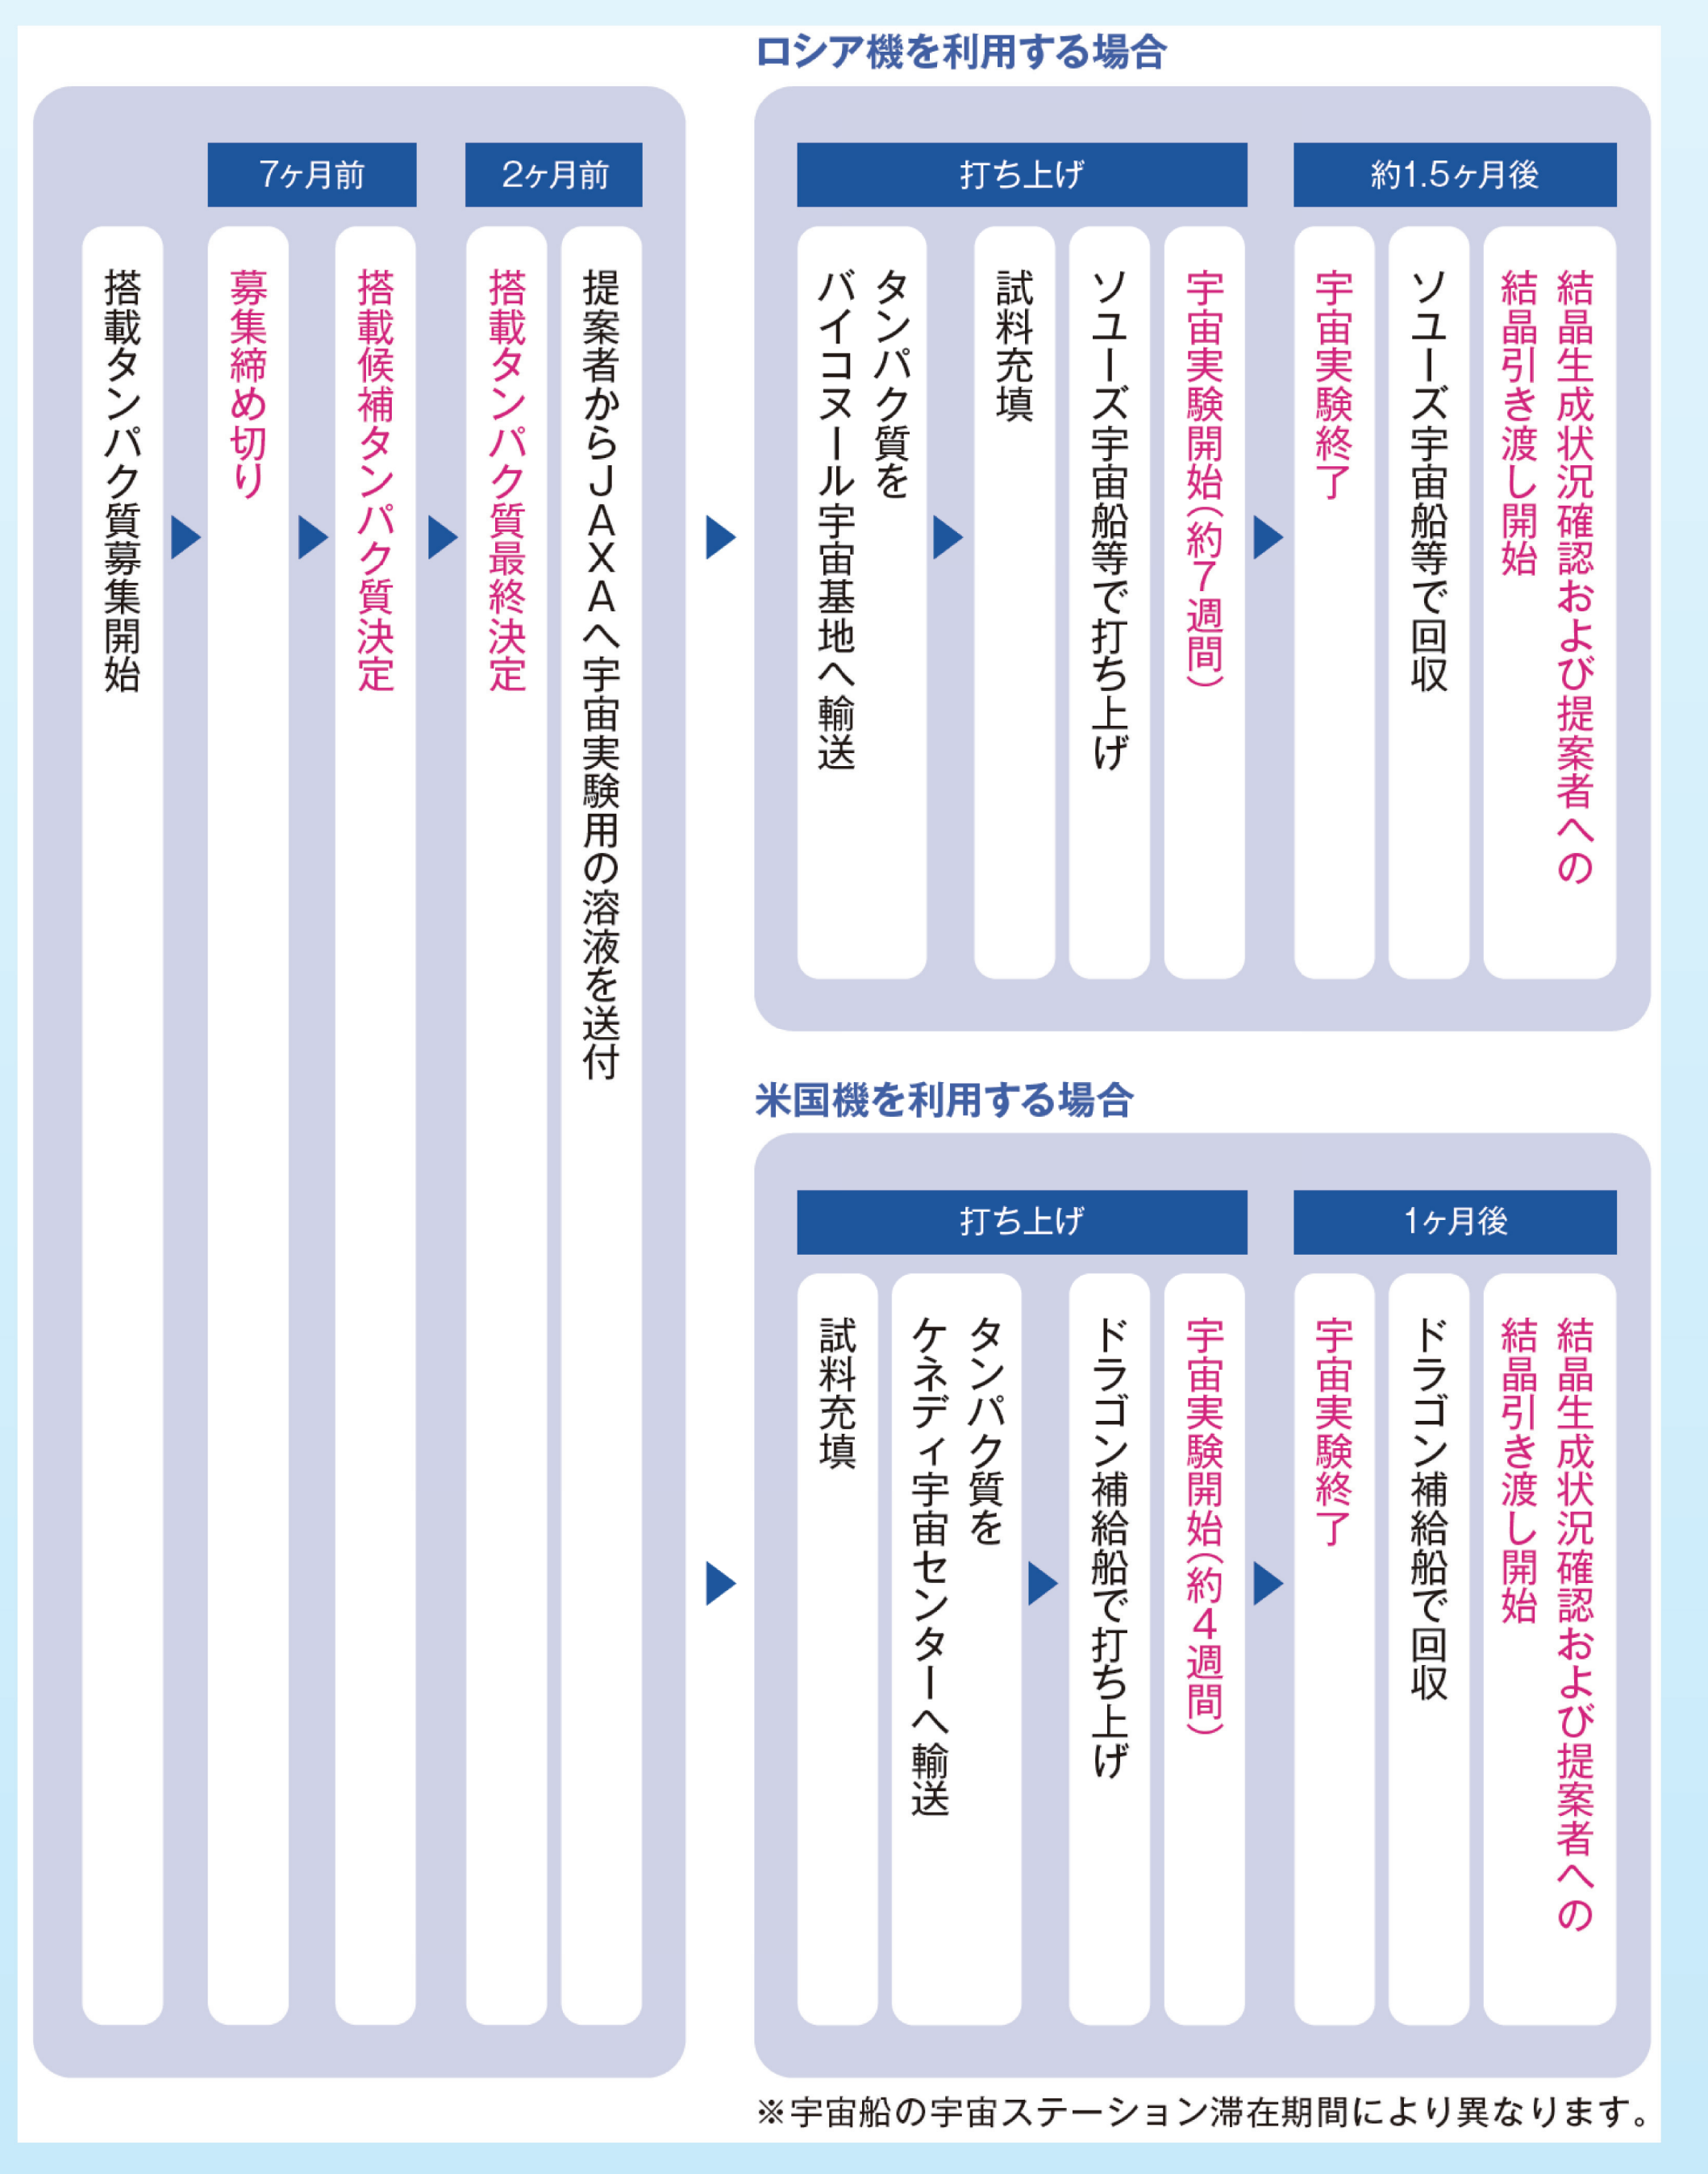 7ヶ月前
2ヶ月前
搭載タンパク質募集開始
募集締め切り
搭載候補タンパク質決定
搭載タンパク質最終決定
提案者からJAXAへ宇宙実験用の溶液を送付
ロシア機を利用する場合
打ち上げ
約1.5ヶ月後
タンパク質を
バイコヌール宇宙基地へ輸送
試料充填
ソユーズ宇宙船等で打ち上げ
宇宙実験開始（約7週間）
宇宙実験終了
ソユーズ宇宙船等で回収
結晶生成状況確認および提案者への
結晶引き渡し開始
米国機を利用する場合
打ち上げ
1ヶ月後
試料充填
タンパク質を
ケネディ宇宙センターへ輸送
ドラゴン補給船で打ち上げ
宇宙実験開始（約4週間）
宇宙実験終了
ドラゴン補給船で回収
結晶生成状況確認および提案者への
結晶引き渡し開始
※宇宙船の宇宙ステーション滞在期間により異なります。